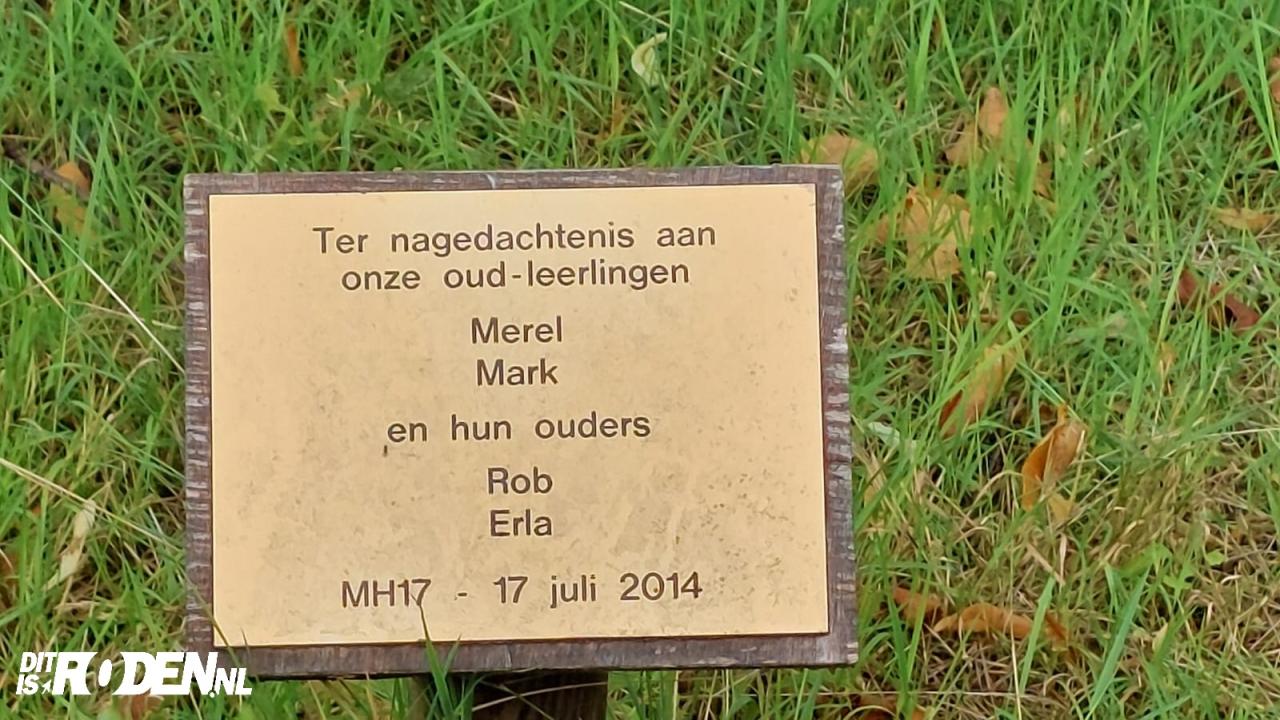 Ter nagedachtenis aan
onze oud-leerlingen
Merel
Mark
en hun ouders
Rob
Erla
MH17 - 17 juli 2014
DIT IS RODEN.NL